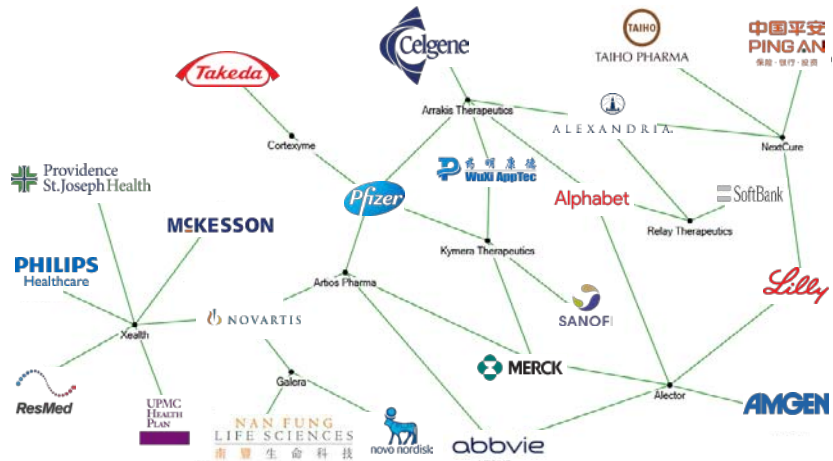 Celgene
TAIHO
TAIHO PHARMA
中国平安
PING AN
保险·银行·投资
Takeda
Arrakis Therapeutics
ALEXANDRIA.
Cortexyme
NextCure
Providence
St.Joseph Health
药明康德
WuXi AppTec
Pfizer
Alphabet
SoftBank
MCKESSON
Relay Therapeutics
Kymera Therapeutics
PHILIPS
Healthcare
Artios Pharma
Lilly
SANOFI
NOVARTIS
Xealth
MERCK
Galera
Alector
ResMed
UPMC
HEALTH
PLAN
AMGEN
NAN FUNG
LIFE SCIENCES
南豐生命科技
novo nordisk
abbvie